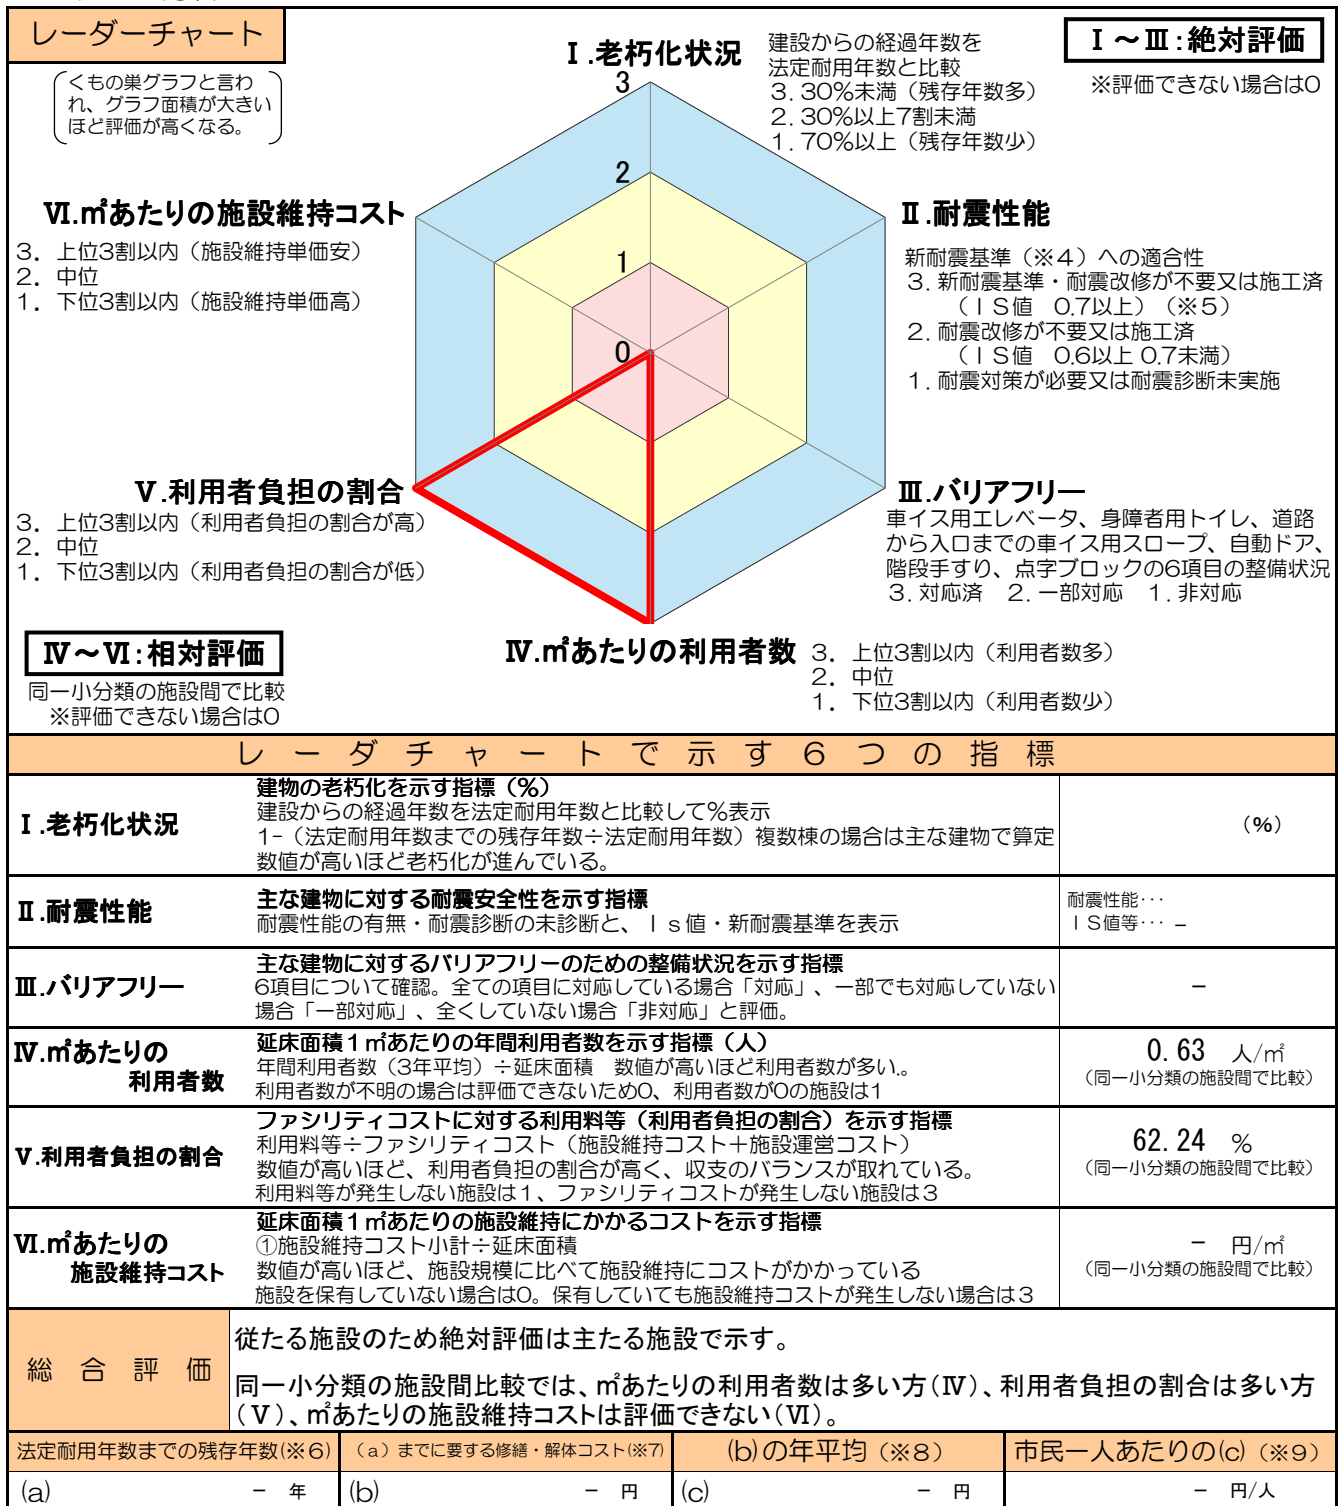 レーダーチャート
くもの巣グラフと言わ
れ、グラフ面積が大きい
ほど評価が高くなる。
Ⅰ.老朽化状況
建設からの経過年数を
法定耐用年数と比較
3. 30%未満（残存年数多）
2. 30%以上7割未満
1. 70%以上（残存年数少）
Ⅰ～Ⅲ:絶対評価
※評価できない場合は0
3
2
1
0
Ⅵ.㎡あたりの施設維持コスト
3. 上位3割以内（施設維持単価安）
2. 中位
1. 下位3割以内（施設維持単価高）
Ⅱ.耐震性能
新耐震基準（※4）への適合性
3. 新耐震基準・耐震改修が不要又は施工済
（ＩＳ値　0.7以上）（※5）
2. 耐震改修が不要又は施工済
（ＩＳ値　0.6以上 0.7未満）
1. 耐震対策が必要又は耐震診断未実施
Ⅴ.利用者負担の割合
3. 上位3割以内（利用者負担の割合が高）
2. 中位
1. 下位3割以内（利用者負担の割合が低）
Ⅲ.バリアフリー
車イス用エレベータ、身障者用トイレ、道路
から入口までの車イス用スロープ、自動ドア、
階段手すり、点字ブロックの6項目の整備状況
3. 対応済　2. 一部対応　1. 非対応
Ⅳ～Ⅵ:相対評価
同一小分類の施設間で比較
※評価できない場合は0
Ⅳ.㎡あたりの利用者数
3. 上位3割以内（利用者数多）
2. 中位
1. 下位3割以内（利用者数少）
レーダチャートで示す6つの指標
Ⅰ.老朽化状況
建物の老朽化を示す指標（%）
建設からの経過年数を法定耐用年数と比較して%表示
1-（法定耐用年数までの残存年数÷法定耐用年数）複数棟の場合は主な建物で算定
数値が高いほど老朽化が進んでいる。
（%）
Ⅱ.耐震性能
主な建物に対する耐震安全性を示す指標
耐震性能の有無・耐震診断の未診断と、Ｉｓ値・新耐震基準を表示
耐震性能…
ＩＳ値等… －
Ⅲ.バリアフリー
主な建物に対するバリアフリーのための整備状況を示す指標
6項目について確認。全ての項目に対応している場合「対応」、一部でも対応していない
場合「一部対応」、全くしていない場合「非対応」と評価。
－
Ⅳ.㎡あたりの
利用者数
延床面積１㎡あたりの年間利用者数を示す指標（人）
年間利用者数（3年平均）÷延床面積　数値が高いほど利用者数が多い。
利用者数が不明の場合は評価できないため0、利用者数が0の施設は1
0.63　人/㎡
（同一小分類の施設間で比較）
Ⅴ.利用者負担の割合
ファシリティコストに対する利用料等（利用者負担の割合）を示す指標
利用料等÷ファシリティコスト（施設維持コスト＋施設運営コスト）
数値が高いほど、利用者負担の割合が高く、収支のバランスが取れている。
利用料等が発生しない施設は１、ファシリティコストが発生しない施設は３
62.24　%
（同一小分類の施設間で比較）
Ⅵ.㎡あたりの
施設維持コスト
延床面積１㎡あたりの施設維持にかかるコストを示す指標
①施設維持コスト小計÷延床面積
数値が高いほど、施設規模に比べて施設維持にコストがかかっている
施設を保有していない場合は0。保有していても施設維持コストが発生しない場合は３
－　円/㎡
（同一小分類の施設間で比較）
総合評価
従たる施設のため絶対評価は主たる施設で示す。
同一小分類の施設間比較では、㎡あたりの利用者数は多い方(Ⅳ)、利用者負担の割合は多い方
(Ⅴ)、㎡あたりの施設維持コストは評価できない(Ⅵ)。
法定耐用年数までの残存年数(※6)
（a）までに要する修繕・解体コスト(※7)
(b)の年平均（※8）
市民一人あたりの(c)（※9）
(a)　－　年
(b)　－　円
(c)　－　円
－　円/人